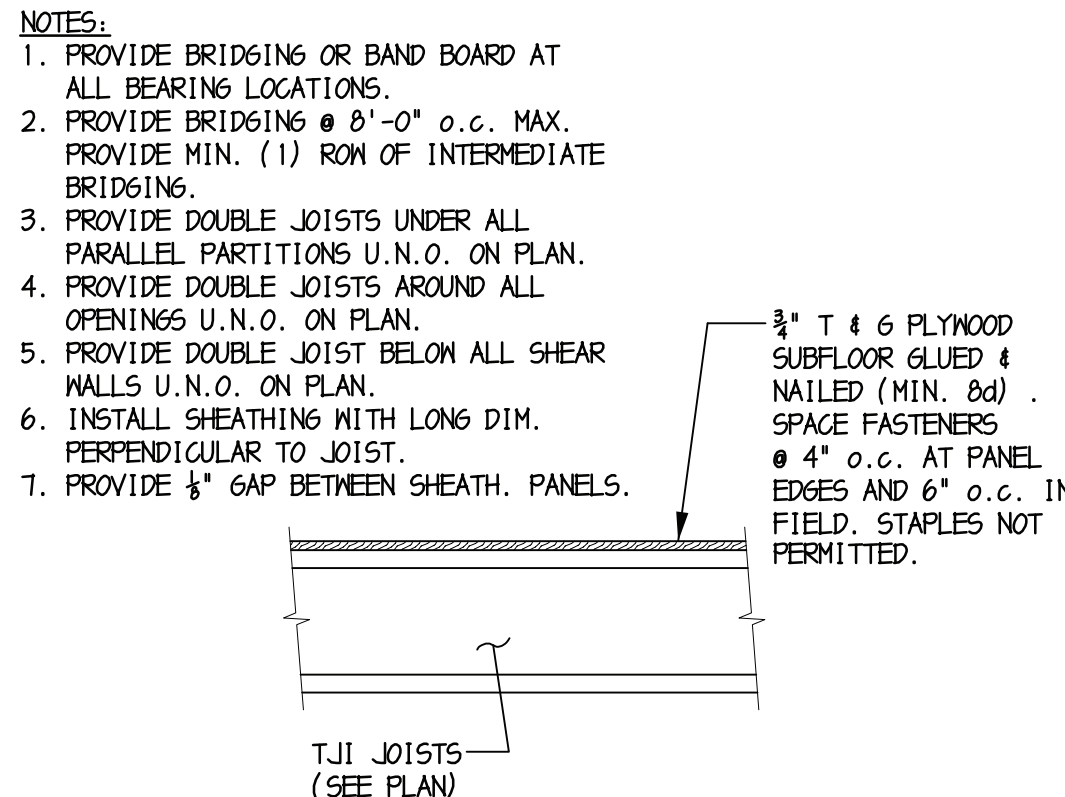 NOTES:
1. PROVIDE BRIDGING OR BAND BOARD AT
ALL BEARING LOCATIONS.
2. PROVIDE BRIDGING @ 8'-0" o.c. MAX.
PROVIDE MIN. (1) ROW OF INTERMEDIATE
BRIDGING.
3. PROVIDE DOUBLE JOISTS UNDER ALL
PARALLEL PARTITIONS U.N.O. ON PLAN.
4. PROVIDE DOUBLE JOISTS AROUND ALL
OPENINGS U.N.O. ON PLAN.
5. PROVIDE DOUBLE JOIST BELOW ALL SHEAR
WALLS U.N.O. ON PLAN.
6. INSTALL SHEATHING WITH LONG DIM.
PERPENDICULAR TO JOIST.
7. PROVIDE 1/8" GAP BETWEEN SHEATH. PANELS.
3/4" T & G PLYWOOD
SUBFLOOR GLUED &
NAILED (MIN. 8d) .
SPACE FASTENERS
@ 4" o.c. AT PANEL
EDGES AND 6" o.c. IN
FIELD. STAPLES NOT
PERMITTED.
TJI JOISTS
(SEE PLAN)